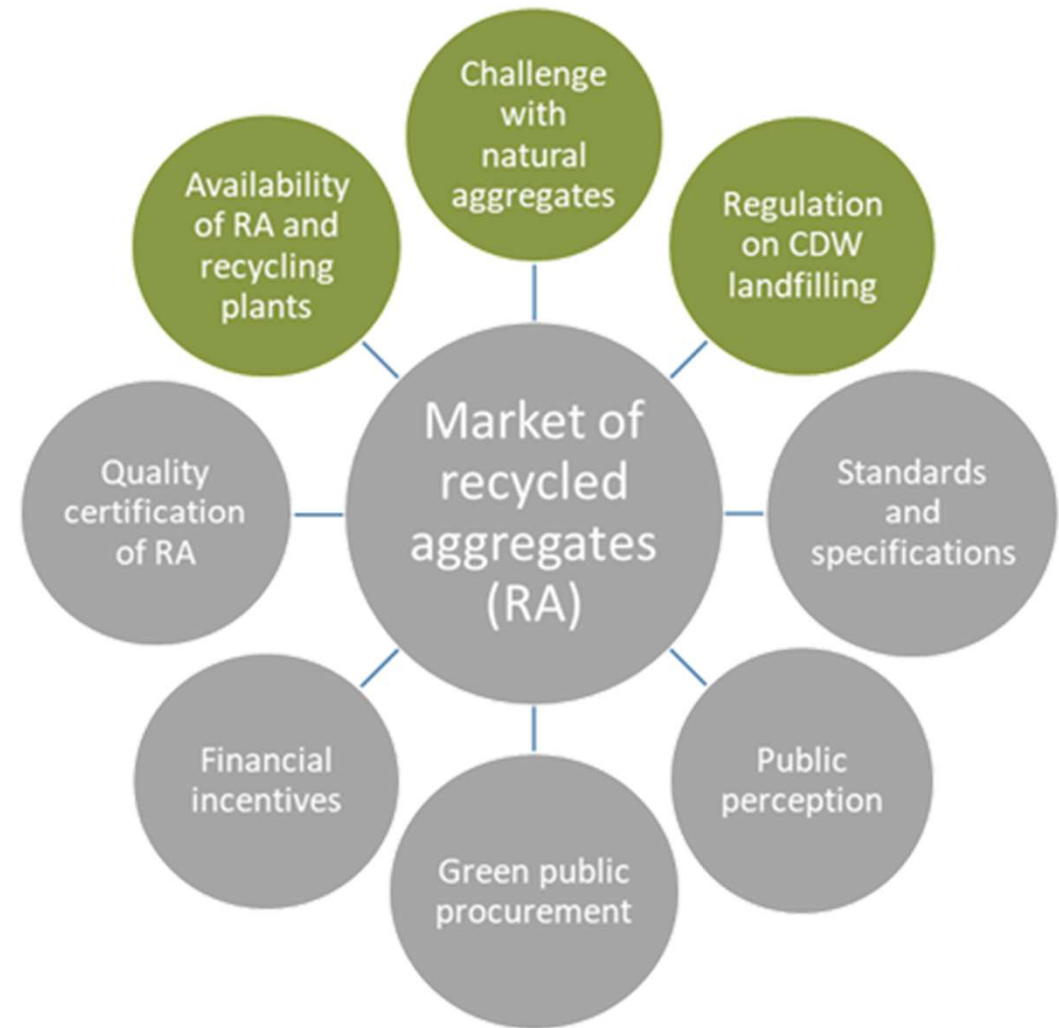 Challenge
with
natural
aggregates
Availability
of RA and
recycling
plants
Regulation
on CDW
landfilling
Market of
recycled
aggregates
(RA)
Quality
certification
of RA
Standards
and
specifications
Financial
incentives
Public
perception
Green public
procurement